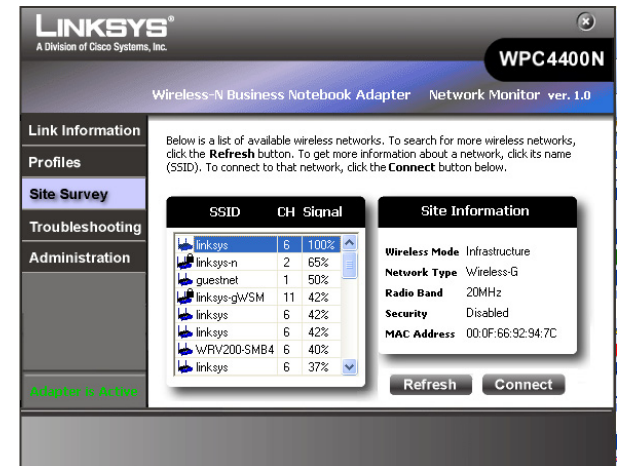 LINKSYS®
A Division of Cisco Systems, Inc.
WPC4400N
Wireless-N Business Notebook Adapter Network Monitor ver. 1.0
Link Information
Profiles
Site Survey
Troubleshooting
Administration
Below is a list of available wireless networks. To search for more wireless networks,
click the Refresh button. To get more information about a network, click its name
(SSID). To connect to that network, click the Connect button below.
SSID CH Signal
linksys 6 100%
linksys-n 2 65%
guestnet 1 50%
linksys-gWSM 11 42%
linksys 6 42%
linksys 6 42%
WRV200-SMB4 6 40%
linksys 6 37%
Site Information
Wireless Mode Infrastructure
Network Type Wireless-G
Radio Band 20MHz
Security Disabled
MAC Address 00:0F:66:92:94:7C
Refresh Connect
Adapter is Active